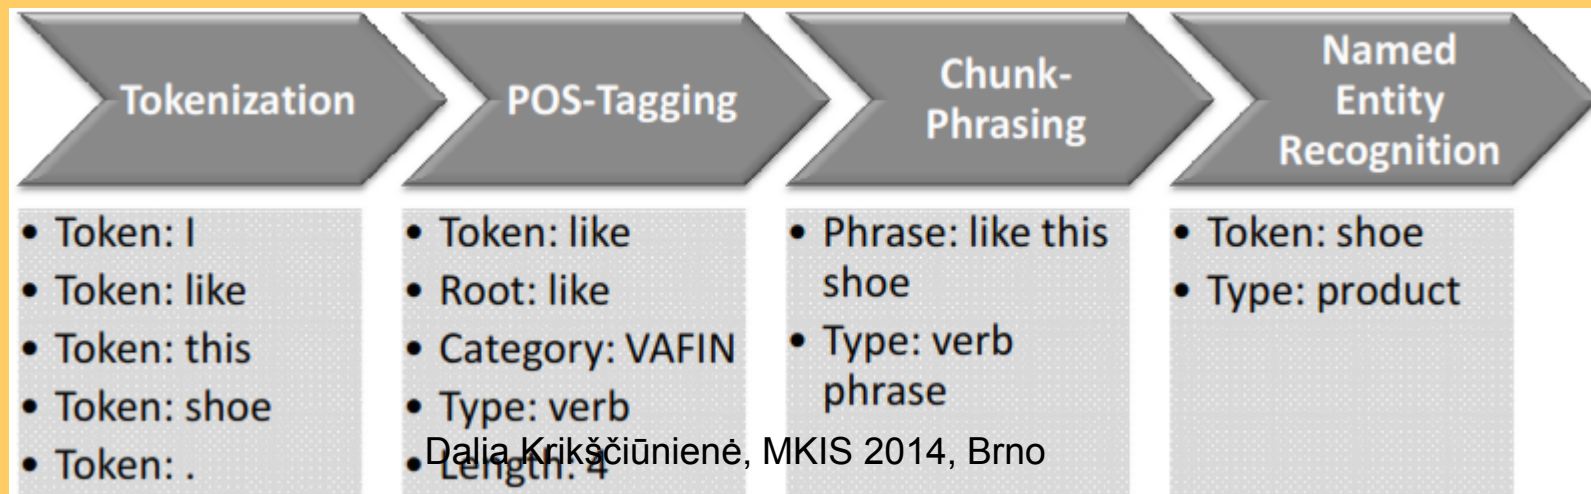 Tokenization
POS-Tagging
Chunk-
Phrasing
Named
Entity
Recognition
• Token: I
• Token: like
• Token: this
• Token: shoe
• Token: .
• Token: like
• Root: like
• Category: VAFIN
• Type: verb
• Length: 4
• Phrase: like this
shoe
• Type: verb
phrase
• Token: shoe
• Type: product
Dalia Krikščiūnienė, MKIS 2014, Brno